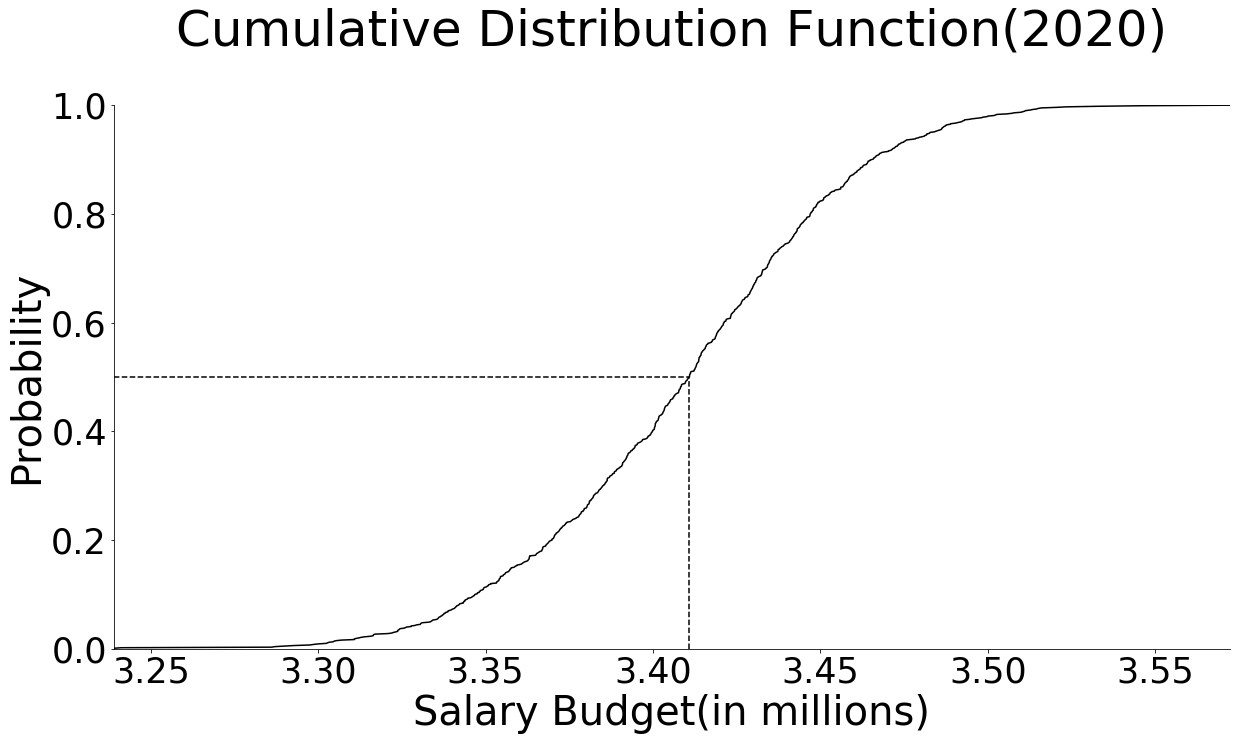 Cumulative Distribution Function(2020)
Probability
1.0
0.8
0.6
0.4
0.2
0.0
3.25 3.30 3.35 3.40 3.45 3.50 3.55
Salary Budget(in millions)